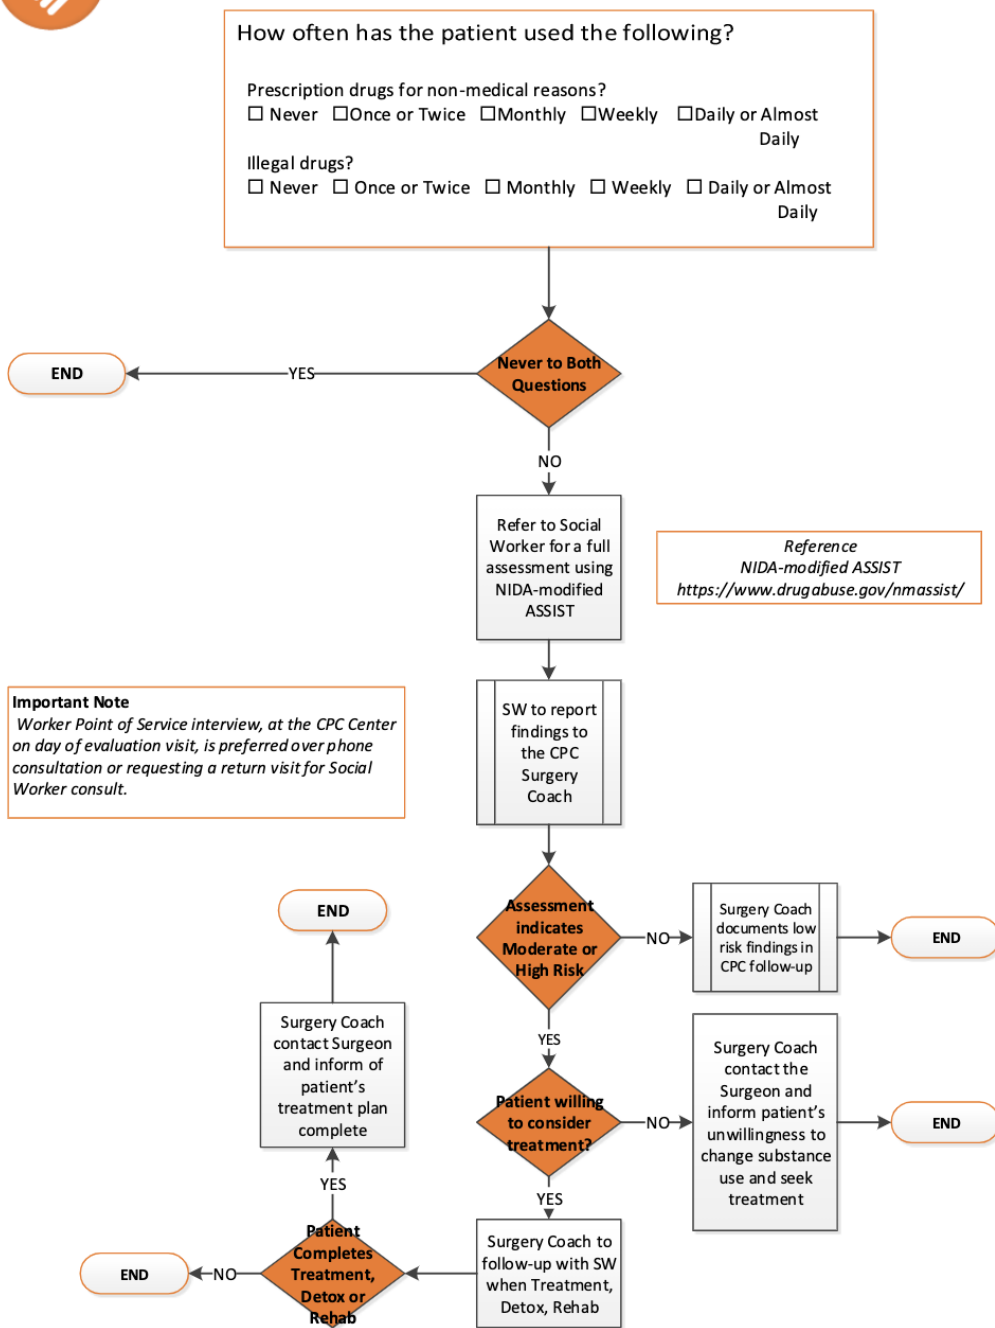 How often has the patient used the following?
Prescription drugs for non-medical reasons?
☐ Never ☐Once or Twice ☐Monthly ☐Weekly ☐Daily or Almost
Daily
Illegal drugs?
☐ Never ☐ Once or Twice ☐ Monthly ☐ Weekly ☐ Daily or Almost
Daily
Never to Both
Questions
YES
END
NO
Refer to Social
Worker for a full
assessment using
NIDA-modified
ASSIST
Reference
NIDA-modified ASSIST
https://www.drugabuse.gov/nmassist/
Important Note
Worker Point of Service interview, at the CPC Center
on day of evaluation visit, is preferred over phone
consultation or requesting a return visit for Social
Worker consult.
SW to report
findings to
the CPC
Surgery
Coach
Assessment
indicates
Moderate or
High Risk
NO
Surgery Coach
documents low
risk findings in
CPC follow-up
END
YES
Patient willing
to consider
treatment?
NO
Surgery Coach
contact the
Surgeon and
inform patient's
unwillingness to
change substance
use and seek
treatment
END
YES
Surgery Coach to
follow-up with SW
when Treatment,
Detox, Rehab
Patient
Completes
Treatment,
Detox or
Rehab
NO
END
YES
Surgery Coach
contact Surgeon
and inform of
patient's
treatment plan
complete
END